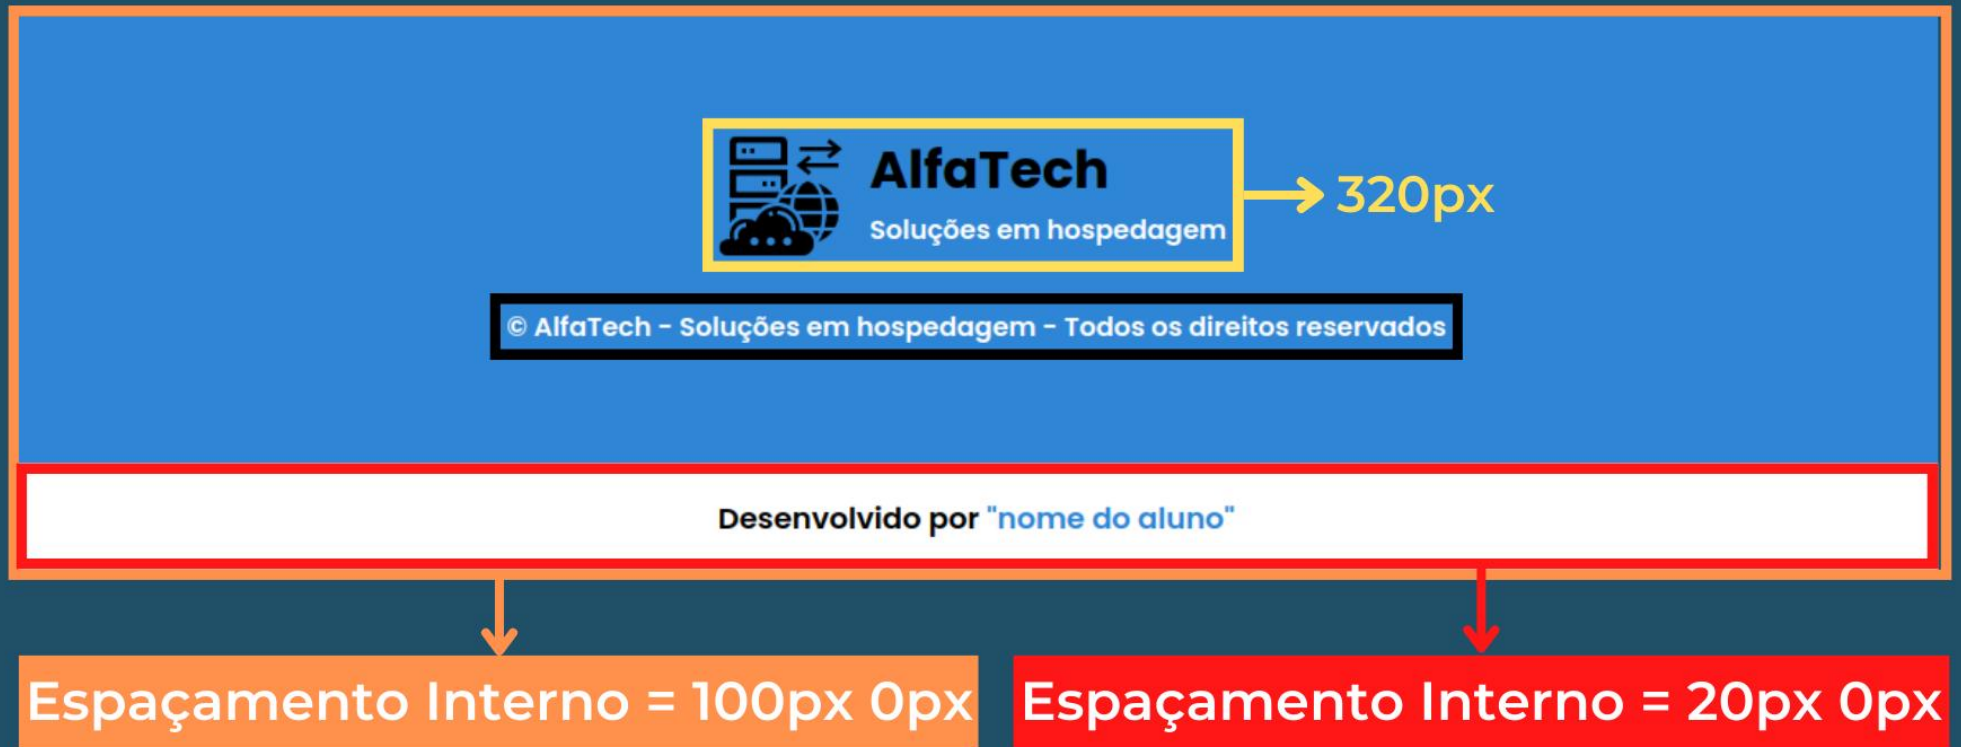 AlfaTech
Soluções em hospedagem
320px
© AlfaTech - Soluções em hospedagem - Todos os direitos reservados
Desenvolvido por "nome do aluno"
Espaçamento Interno = 100px 0px
Espaçamento Interno = 20px 0px